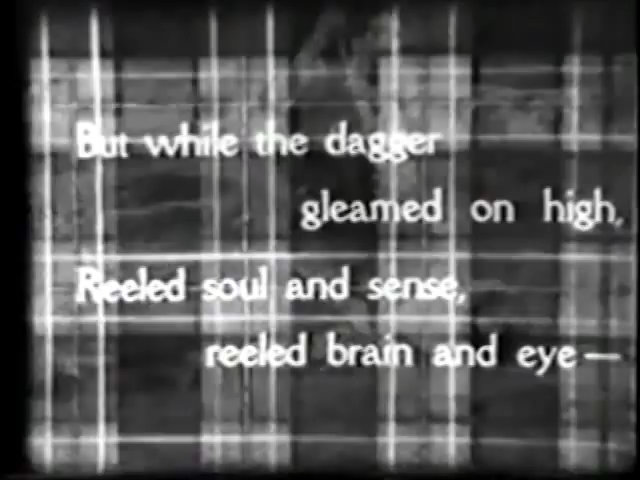 But while the dagger
gleamed on high,
Reeled soul and sense,
reeled brain and eye—